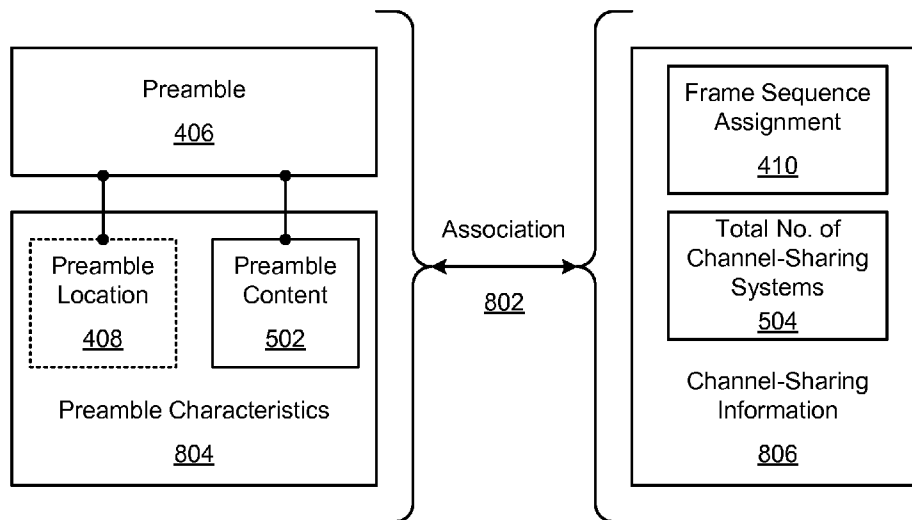 Preamble
406
Preamble
Location
408
Preamble
Content
502
Preamble Characteristics
804
Association
802
Frame Sequence
Assignment
410
Total No. of
Channel-Sharing
Systems
504
Channel-Sharing
Information
806